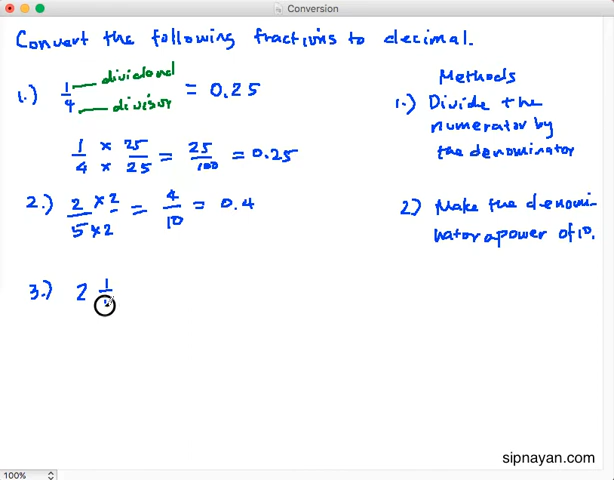 Conversion
Convert the following fractions to decimal.
1.) 1/4 dividend divisor = 0.25
1/4 × 25/× 25 = 25/100 = 0.25
2.) 2 × 2/5 × 2 = 4/10 = 0.4
3.) 2 1/
Methods
1.) Divide the
numerator by
the denominator
2) Make the denomi-
nator a power of 10.
sipnayan.com
100%